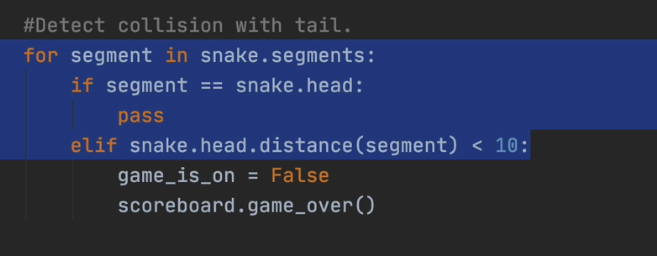 #Detect collision with tail.
for segment in snake.segments:
    if segment == snake.head:
        pass
    elif snake.head.distance(segment) < 10:
        game_is_on = False
        scoreboard.game_over()